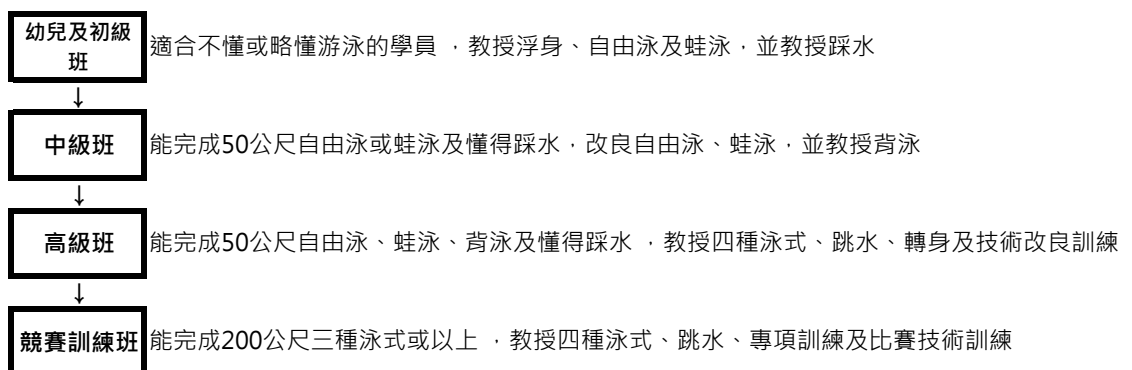 幼兒及初級
班
適合不懂或略懂游泳的學員，教授浮身、自由泳及蛙泳，並教授踩水
↓
中級班
能完成50公尺自由泳或蛙泳及懂得踩水，改良自由泳、蛙泳，並教授背泳
↓
高級班
能完成50公尺自由泳、蛙泳、背泳及懂得踩水，教授四種泳式、跳水、轉身及技術改良訓練
↓
競賽訓練班
能完成200公尺三種泳式或以上，教授四種泳式、跳水、專項訓練及比賽技術訓練